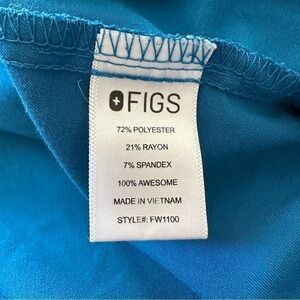 FIGS
72% POLYESTER
21% RAYON
7% SPANDEX
100% AWESOME
MADE IN VIETNAM
STYLE#: FW1100